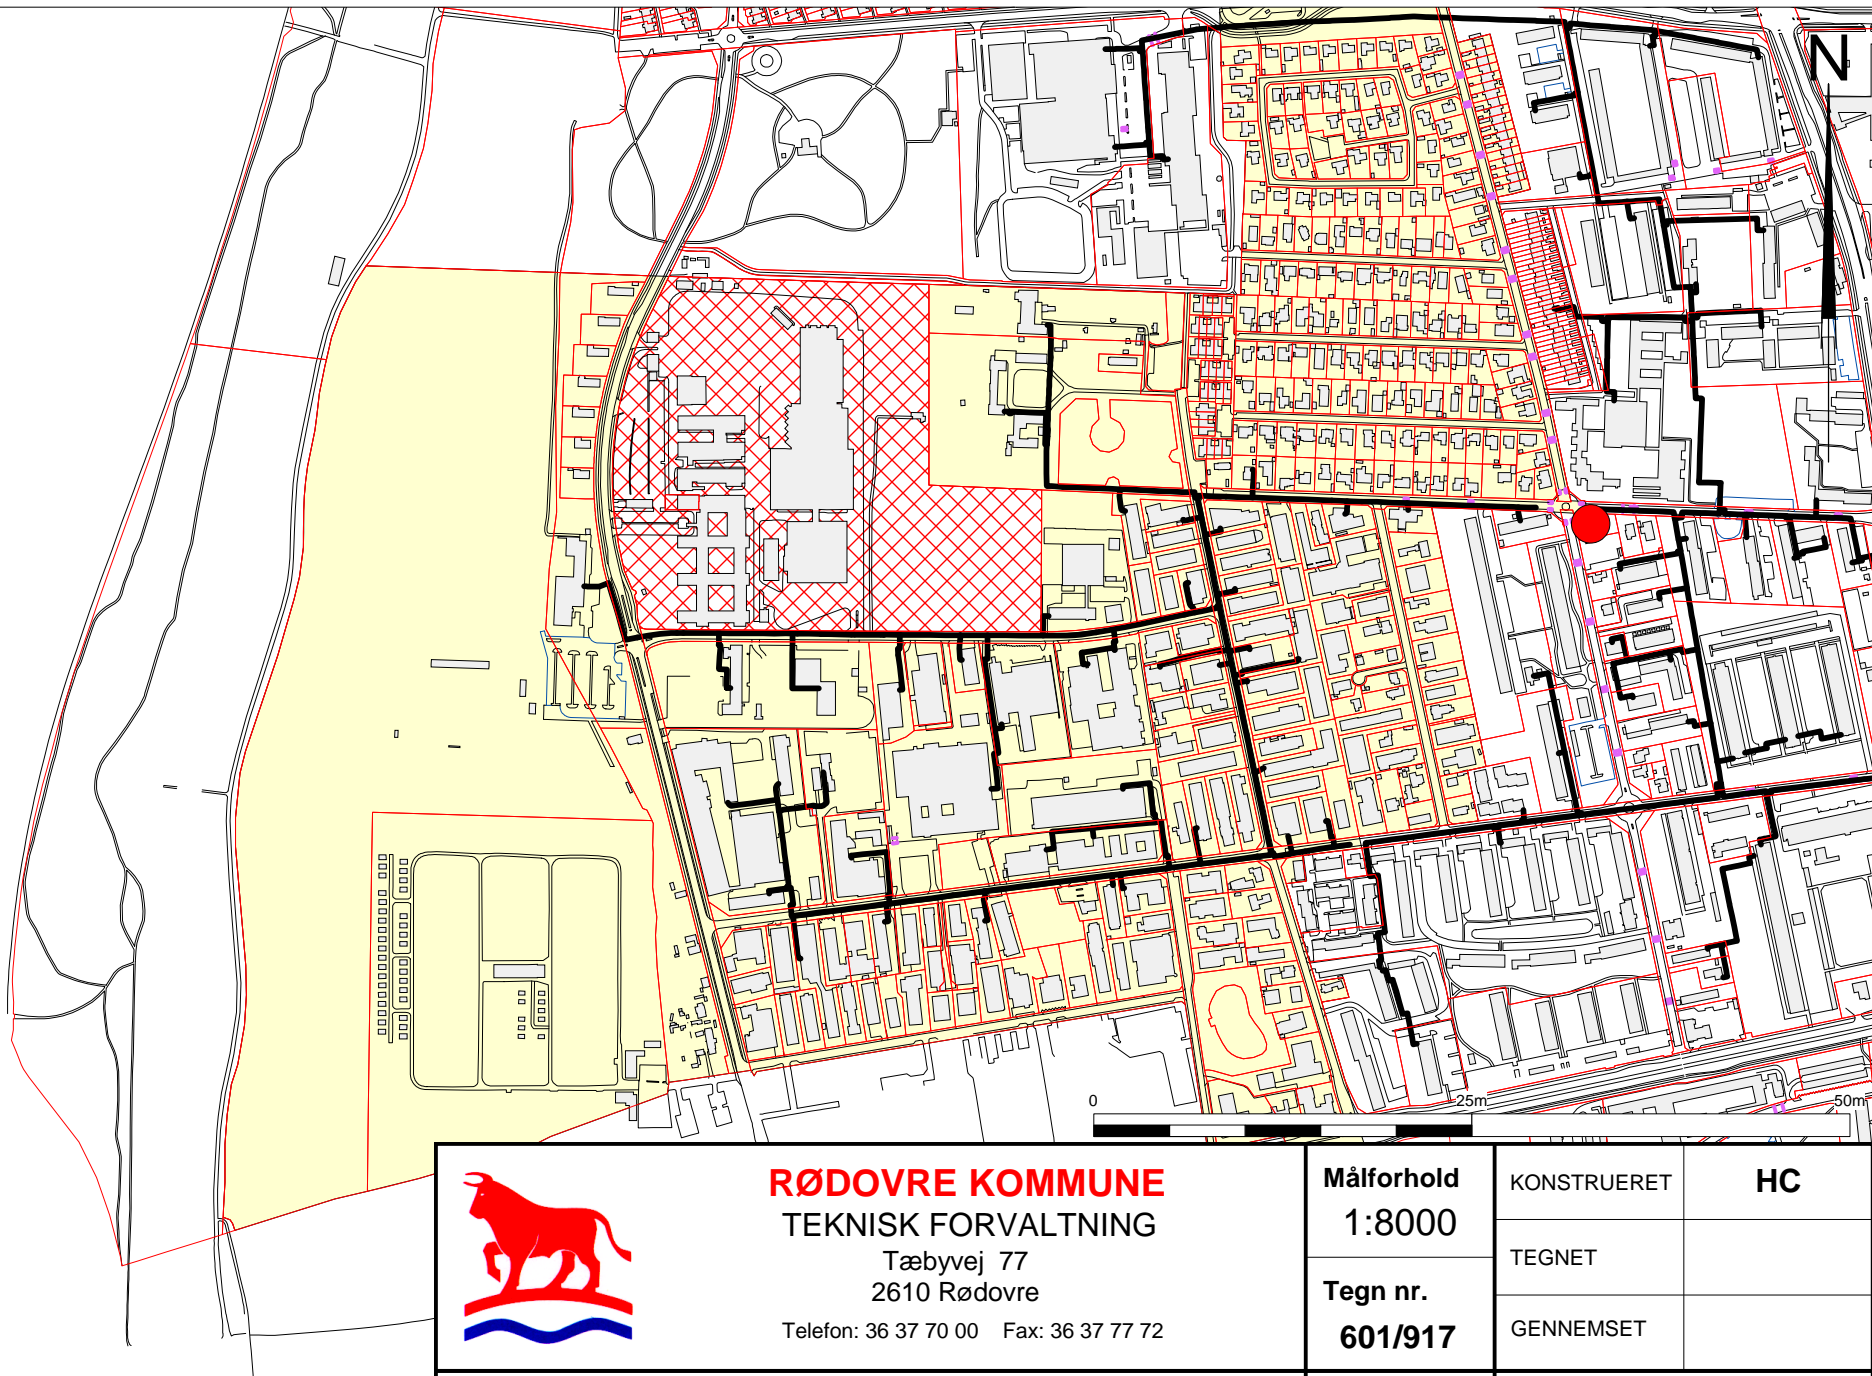 N
0 25m 50m
RØDOVRE KOMMUNE
TEKNISK FORVALTNING
Tæbyvej 77
2610 Rødovre
Telefon: 36 37 70 00 Fax: 36 37 77 72
Målforhold
1:8000
Tegn nr.
601/917
KONSTRUERET HC
TEGNET
GENNEMSET